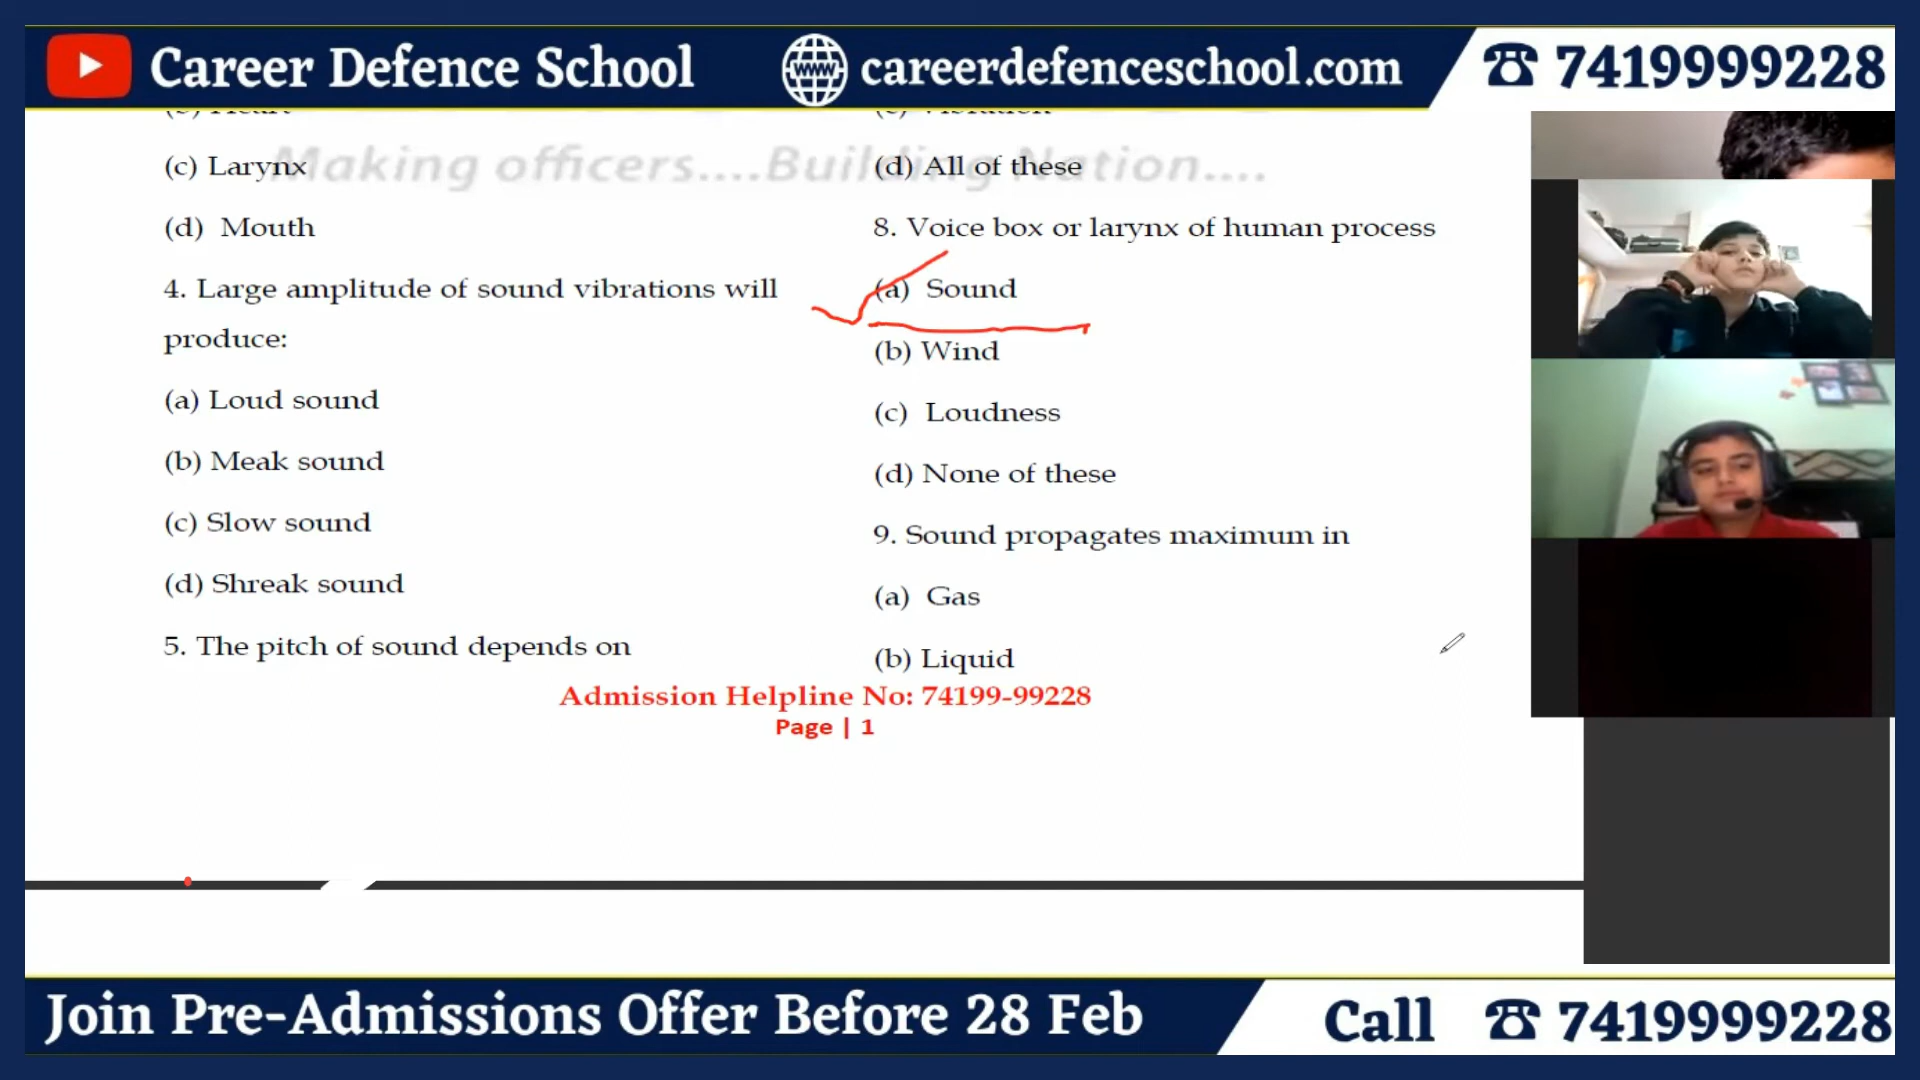 Career Defence School
www
careerdefenceschool.com
7419999228
Making officers....Building Nation....
(b) Heart
(c) Larynx
(d) Mouth
4. Large amplitude of sound vibrations will
produce:
(a) Loud sound
(b) Meak sound
(c) Slow sound
(d) Shreak sound
5. The pitch of sound depends on
(c) Vibration
(d) All of these
8. Voice box or larynx of human process
(a) Sound
(b) Wind
(c) Loudness
(d) None of these
9. Sound propagates maximum in
(a) Gas
(b) Liquid
Admission Helpline No: 74199-99228
Page | 1
Join Pre-Admissions Offer Before 28 Feb
Call 7419999228